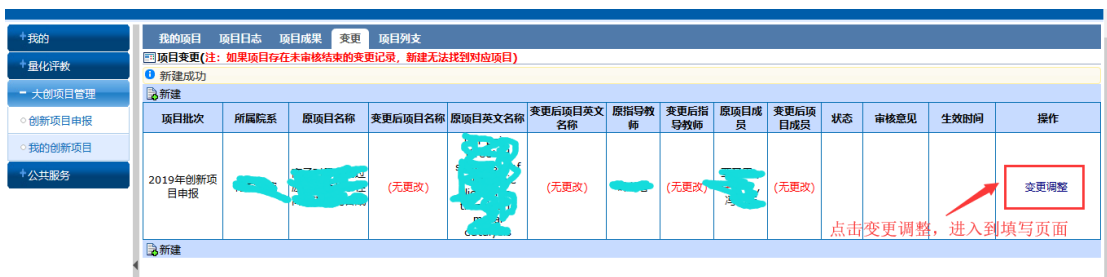 我的
量化评教
大创项目管理
创新项目申报
我的创新项目
公共服务
我的项目 项目日志 项目成果 变更 项目列支
项目变更(注：如果项目存在未审核结束的变更记录，新建无法找到对应项目)
新建成功
新建
项目批次 所属院系 原项目名称 变更后项目名称 原项目英文名称 变更后项目英文名称 原指导教师 变更后指导教师 原项目成员 变更后项目成员 状态 审核意见 生效时间 操作
2019年创新项目申报 (无更改) (无更改) (无更改) (无更改) 变更调整
点击变更调整，进入到填写页面
新建